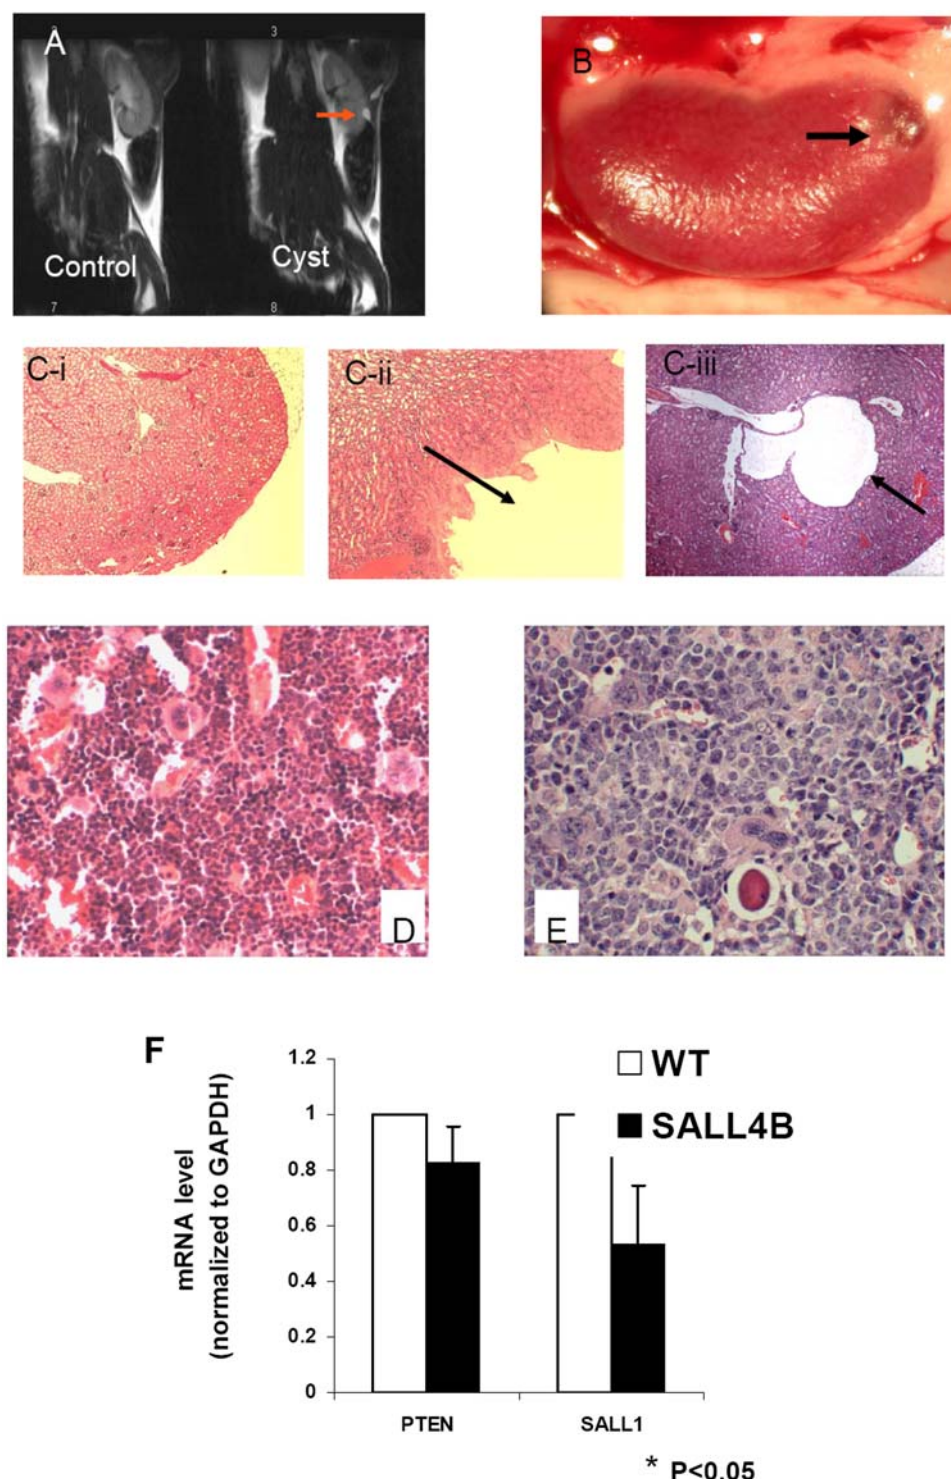 2
3
A
B
Control
Cyst
7
8
C-i
C-ii
C-iii
D
E
F
mRNA level
(normalized to GAPDH)
1.2
1
0.8
0.6
0.4
0.2
0
WT
SALL4B
PTEN
SALL1
* P<0.05